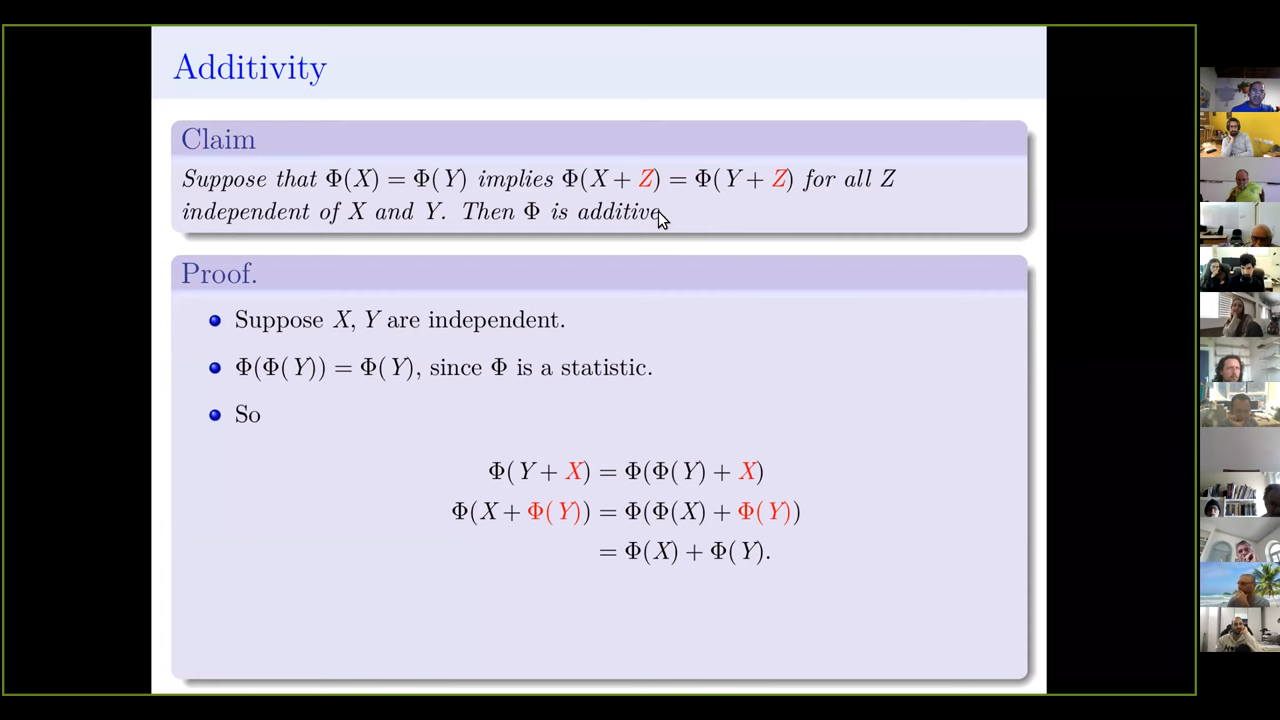 Additivity
Claim
Suppose that Φ(X) = Φ(Y) implies Φ(X + Z) = Φ(Y + Z) for all Z
independent of X and Y. Then Φ is additive.
Proof.
Suppose X, Y are independent.
Φ(Φ(Y)) = Φ(Y), since Φ is a statistic.
So
Φ(Y + X) = Φ(Φ(Y) + X)
Φ(X + Φ(Y)) = Φ(Φ(X) + Φ(Y))
= Φ(X) + Φ(Y).